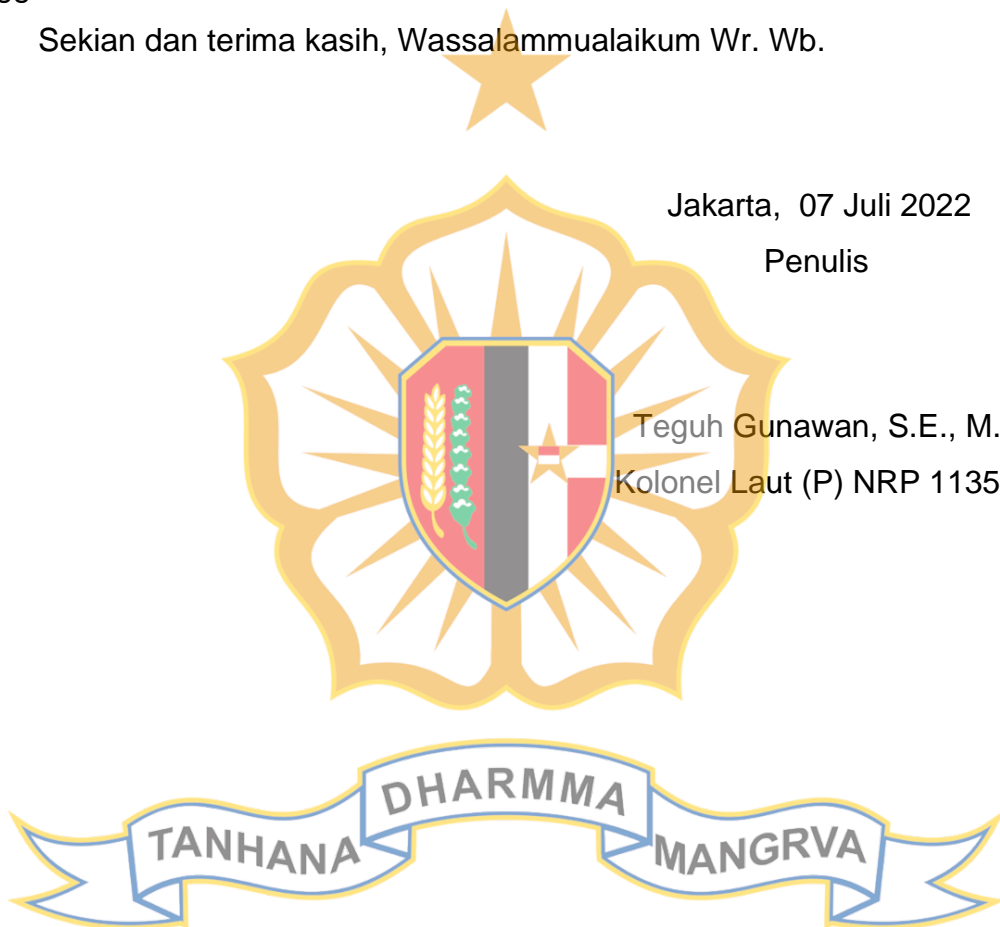 Sekian dan terima kasih, Wassalammualaikum Wr. Wb.
Jakarta, 07 Juli 2022
Penulis
Teguh Gunawan, S.E., M.
Kolonel Laut (P) NRP 1135
TANHANA DHARMMA MANGRVA